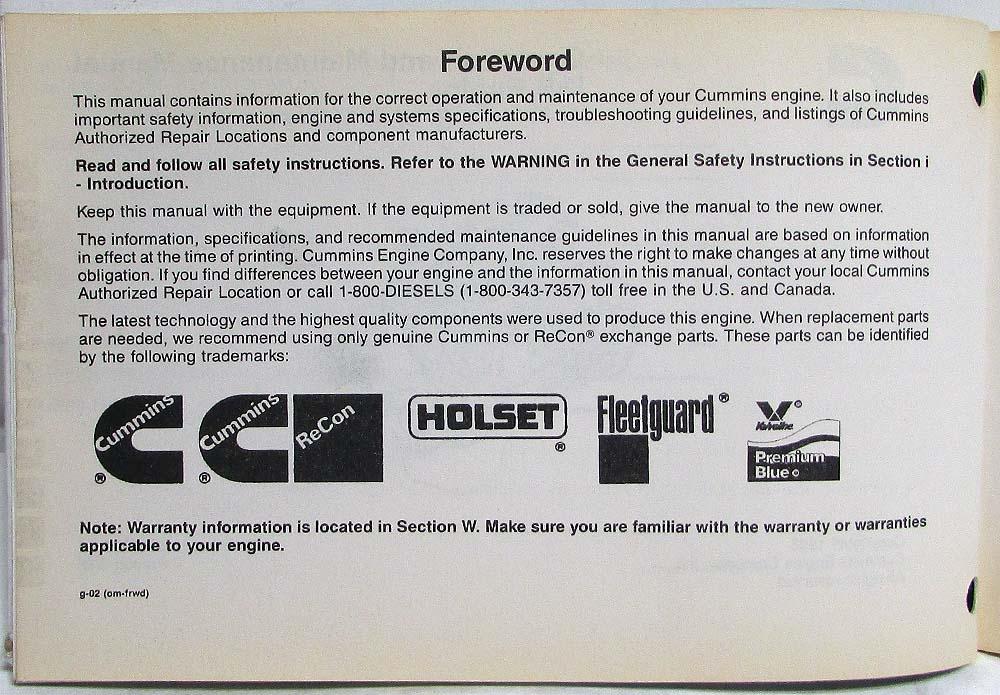 Foreword
This manual contains information for the correct operation and maintenance of your Cummins engine. It also includes
important safety information, engine and systems specifications, troubleshooting guidelines, and listings of Cummins
Authorized Repair Locations and component manufacturers.
Read and follow all safety instructions. Refer to the WARNING in the General Safety Instructions in Section i
- Introduction.
Keep this manual with the equipment. If the equipment is traded or sold, give the manual to the new owner.
The information, specifications, and recommended maintenance guidelines in this manual are based on information
in effect at the time of printing. Cummins Engine Company, Inc. reserves the right to make changes at any time without
obligation. If you find differences between your engine and the information in this manual, contact your local Cummins
Authorized Repair Location or call 1-800-DIESELS (1-800-343-7357) toll free in the U.S. and Canada.
The latest technology and the highest quality components were used to produce this engine. When replacement parts
are needed, we recommend using only genuine Cummins or ReCon® exchange parts. These parts can be identified
by the following trademarks:
Cummins ®
Cummins ReCon ®
HOLSET ®
Fleetguard ®
Valvoline ®
Premium
Blue
Note: Warranty information is located in Section W. Make sure you are familiar with the warranty or warranties
applicable to your engine.
g-02 (om-frwd)